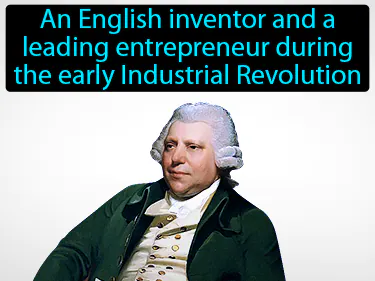 An English inventor and a
leading entrepreneur during
the early Industrial Revolution